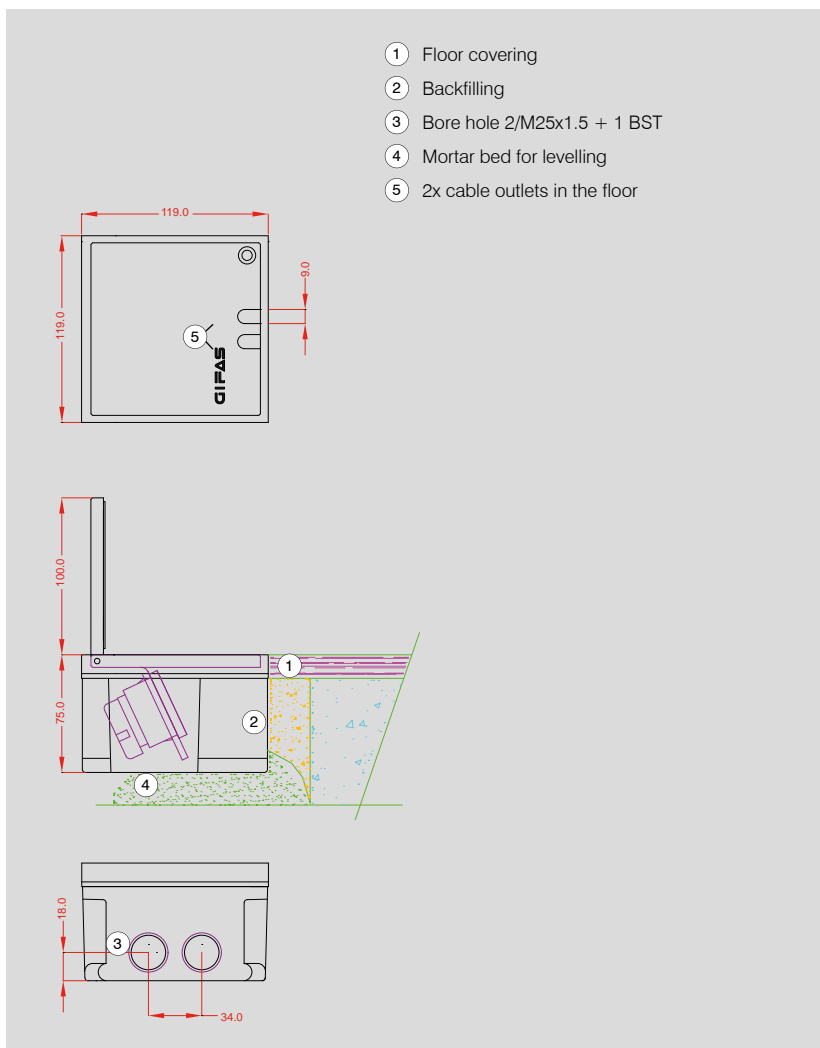 1 Floor covering
2 Backfilling
3 Bore hole 2/M25x1.5 + 1 BST
4 Mortar bed for levelling
5 2x cable outlets in the floor
119.0
9.0
119.0
5
GIFAS
100.0
1
75.0
2
4
18.0
3
34.0